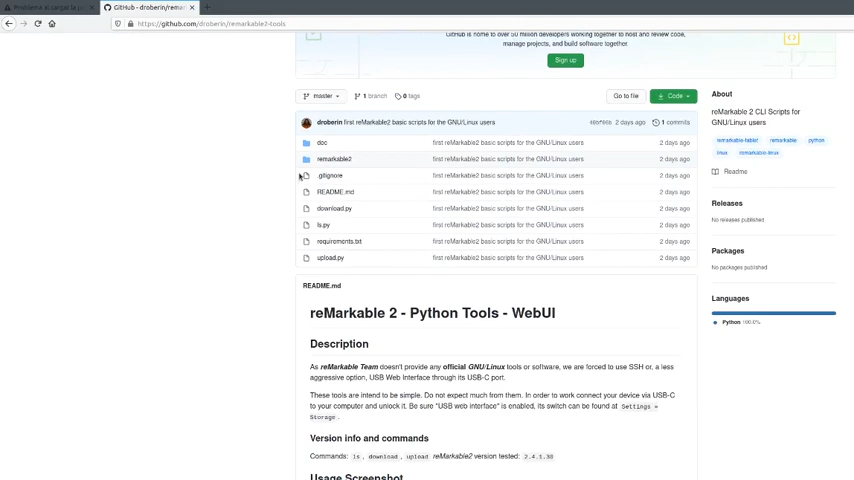 Problema al cargar la pá
GitHub - droberin/remar
https://github.com/droberin/remarkable2-tools
GitHub is home to over 50 million developers working together to host and review code,
manage projects, and build software together
Sign up
master
1 branch
0 tags
Go to file
Code
droberin first reMarkable2 basic scripts for the GNU/Linux users
2 days ago
1 commits
doc
first reMarkable2 basic scripts for the GNU/Linux users
2 days ago
remarkable2
first reMarkable2 basic scripts for the GNU/Linux users
2 days ago
.gitignore
first reMarkable2 basic scripts for the GNU/Linux users
2 days ago
README.md
first reMarkable2 basic scripts for the GNU/Linux users
2 days ago
download.py
first reMarkable2 basic scripts for the GNU/Linux users
2 days ago
ls.py
first reMarkable2 basic scripts for the GNU/Linux users
2 days ago
requirements.txt
first reMarkable2 basic scripts for the GNU/Linux users
2 days ago
upload.py
first reMarkable2 basic scripts for the GNU/Linux users
2 days ago
About
reMarkable 2 CLI Scripts for
GNU/Linux users
remarkable-tablet remarkable python
linux remarkable-linux
Readme
Releases
No releases published
Packages
No packages published
Languages
Python 100.0%
README.md
reMarkable 2 - Python Tools - WebUI
Description
As reMarkable Team doesn't provide any official GNU/Linux tools or software, we are forced to use SSH or, a less
aggressive option, USB Web Interface through its USB-C port.
These tools are intend to be simple. Do not expect much from them. In order to work connect your device via USB-C
to your computer and unlock it. Be sure "USB web interface" is enabled, its switch can be found at Settings =
Storage .
Version info and commands
Commands: ls , download , upload reMarkable2 version tested: 2.4.1.30
Usage Screenshot